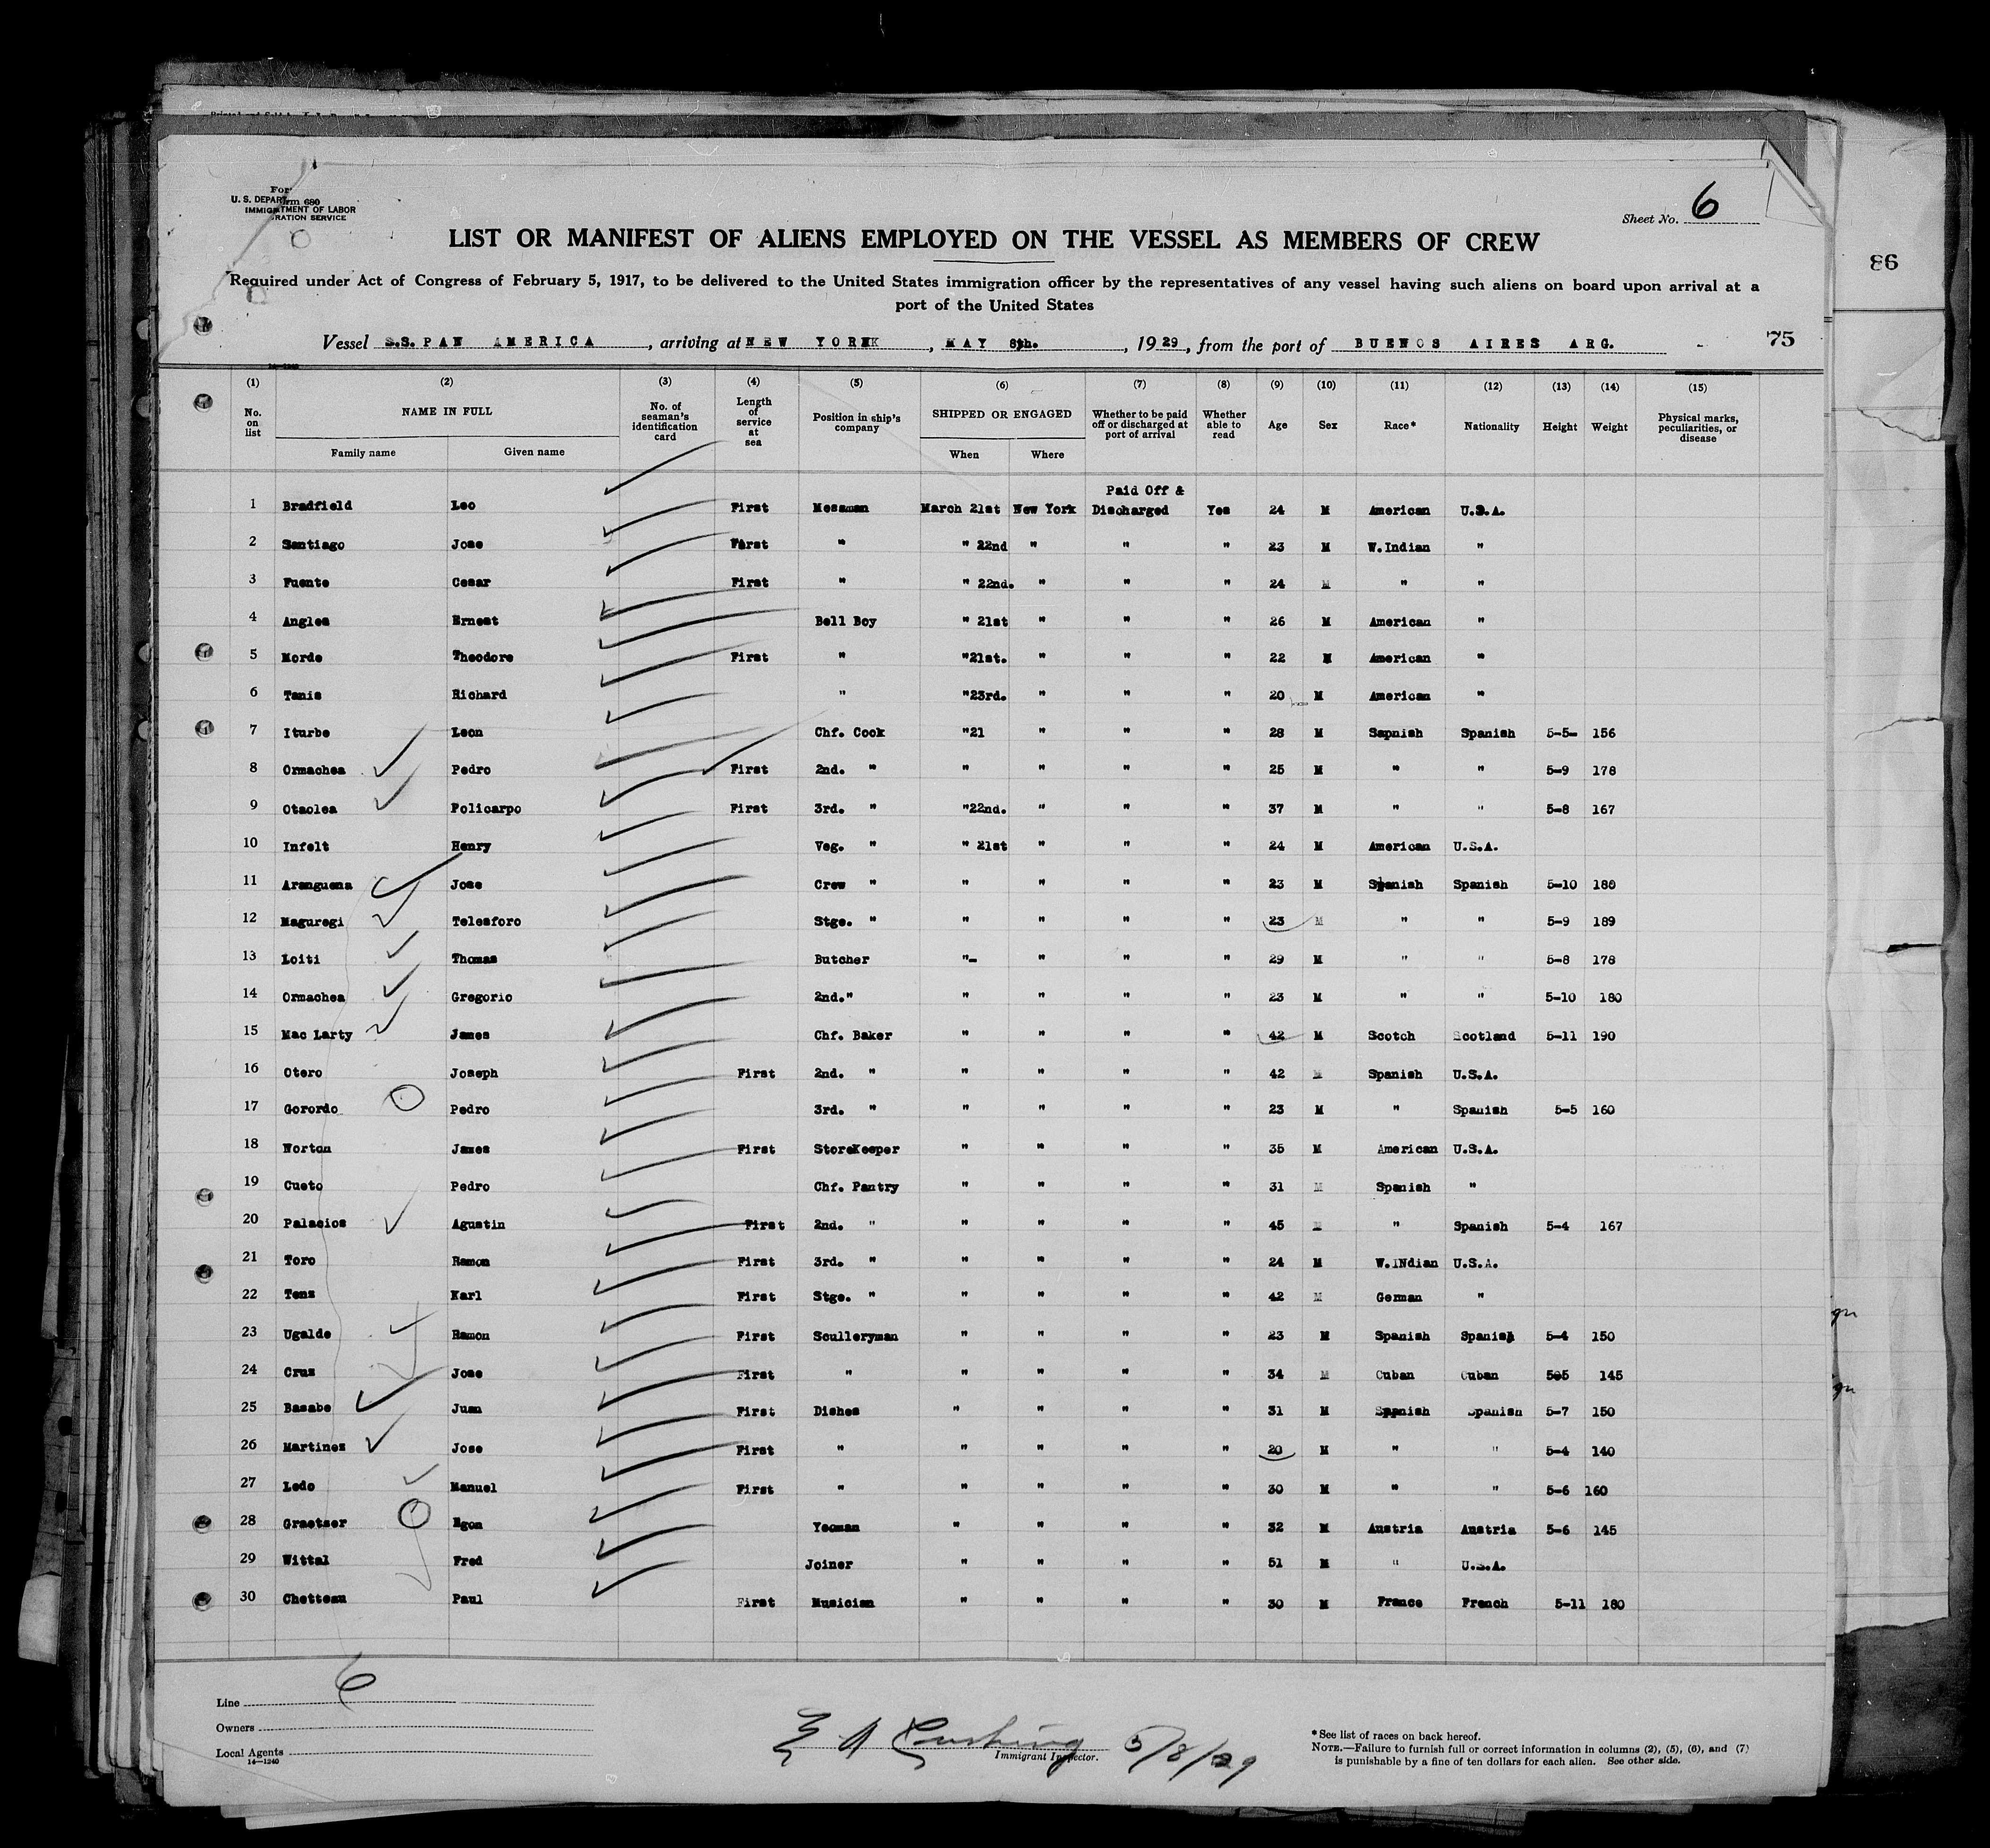 Form 680
U. S. DEPARTMENT OF LABOR
IMMIGRATION SERVICE
Sheet No. 6
86
LIST OR MANIFEST OF ALIENS EMPLOYED ON THE VESSEL AS MEMBERS OF CREW
Required under Act of Congress of February 5, 1917, to be delivered to the United States immigration officer by the representatives of any vessel having such aliens on board upon arrival at a
port of the United States
Vessel S.S. PAN AMERICA, arriving at NEW YORK, MAY 8th., 1929, from the port of BUENOS AIRES ARG. 75
14-1240
(1) (2) (3) (4) (5) (6) (7) (8) (9) (10) (11) (12) (13) (14) (15)
No. on list NAME IN FULL No. of seaman's identification card Length of service at sea Position in ship's company SHIPPED OR ENGAGED Whether to be paid off or discharged at port of arrival Whether able to read Age Sex Race* Nationality Height Weight Physical marks, peculiarities, or disease
Family name Given name When Where
Paid Off &
1 Bradfield Leo First Messman March 21st New York Discharged Yes 24 M American U.S.A.
2 Santiago Jose First " " 22nd " " " 23 M W.Indian "
3 Fuente Cesar First " " 22nd. " " " 24 M " "
4 Anglea Ernest Bell Boy " 21st " " " 26 M American "
5 Morde Theodore First " "21st. " " " 22 M American "
6 Tanis Richard " "23rd. " " " 20 M American "
7 Iturbe Leon Chf. Cook "21 " " " 28 M Sapnish Spanish 5-5- 156
8 Ormachea Pedro First 2nd. " " " " " 25 M " " 5-9 178
9 Otaolea Policarpo First 3rd. " "22nd. " " " 37 M " " 5-8 167
10 Infelt Henry Veg. " " 21st " " " 24 M American U.S.A.
11 Aranguena Jose Crew " " " " " 23 M Spanish Spanish 5-10 180
12 Maguregi Telesforo Stge. " " " " " 23 M " " 5-9 189
13 Loiti Thomas Butcher "- " " " 29 M " " 5-8 178
14 Ormachea Gregorio 2nd." " " " " 23 M " " 5-10 180
15 Mac Larty James Chf. Baker " " " " 42 M Scotch Scotland 5-11 190
16 Otero Joseph First 2nd. " " " " " 42 M Spanish U.S.A.
17 Gorordo Pedro 3rd. " " " " " 23 M " Spanish 5-5 160
18 Norton James First StoreKeeper " " " " 35 M American U.S.A.
19 Cueto Pedro Chf. Pantry " " " " 31 M Spanish "
20 Palacios Agustin First 2nd. " " " " " 45 M " Spanish 5-4 167
21 Toro Ramon First 3rd. " " " " " 24 M W.INdian U.S.A.
22 Tenz Karl First Stge. " " " " " 42 M German "
23 Ugalde Ramon First Sculleryman " " " " 23 M Spanish Spanish 5-4 150
24 Cruz Jose First " " " " " 34 M Cuban Cuban 505 145
25 Basabe Juan First Dishes " " " " 31 M Spanish Spanish 5-7 150
26 Martinez Jose First " " " " " 20 M " " 5-4 140
27 Ledo Manuel First " " " " " 30 M " " 5-6 160
28 Graetzer Egon Yeoman " " " " 32 M Austria Austria 5-6 145
29 Wittal Fred Joiner " " " " 51 M " U.S.A.
30 Chetteau Paul First Musician " " " " 30 M France French 5-11 180
6
Line
Owners
Local Agents
14-1240
E A Cushing 5/8/29
Immigrant Inspector.
* See list of races on back hereof.
NOTE.—Failure to furnish full or correct information in columns (2), (5), (6), and (7)
is punishable by a fine of ten dollars for each alien. See other side.